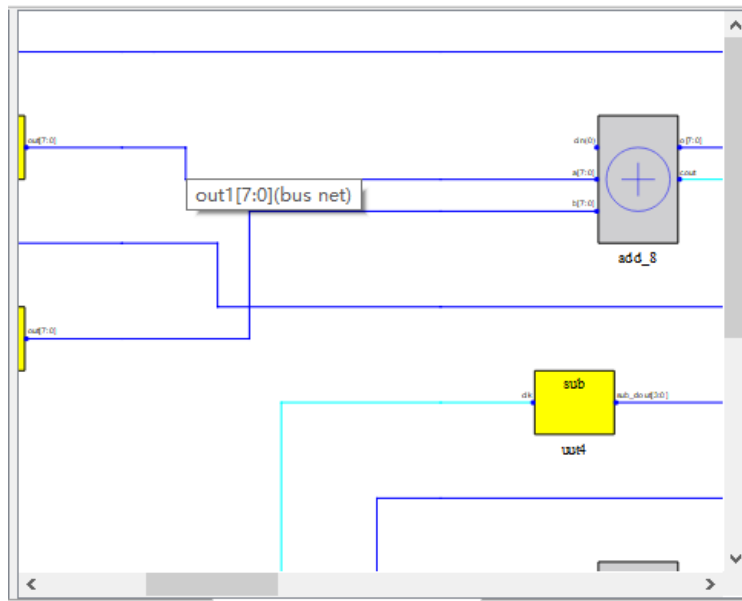 out[7:0]
cin(0)
o[7:0]
a[7:0]
cout
out1[7:0](bus net)
b[7:0]
add_8
out[7:0]
sub
clk
sub_dout[3:0]
uut4